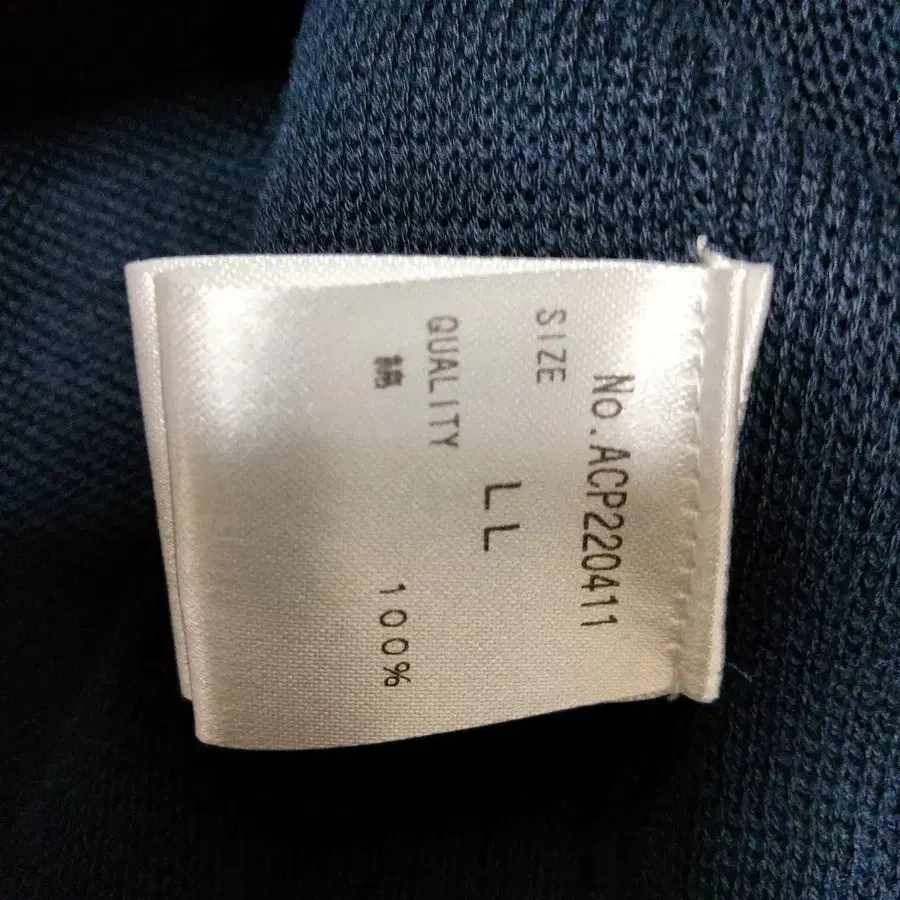 No.ACP220411
SIZE
LL
QUALITY
綿 100%